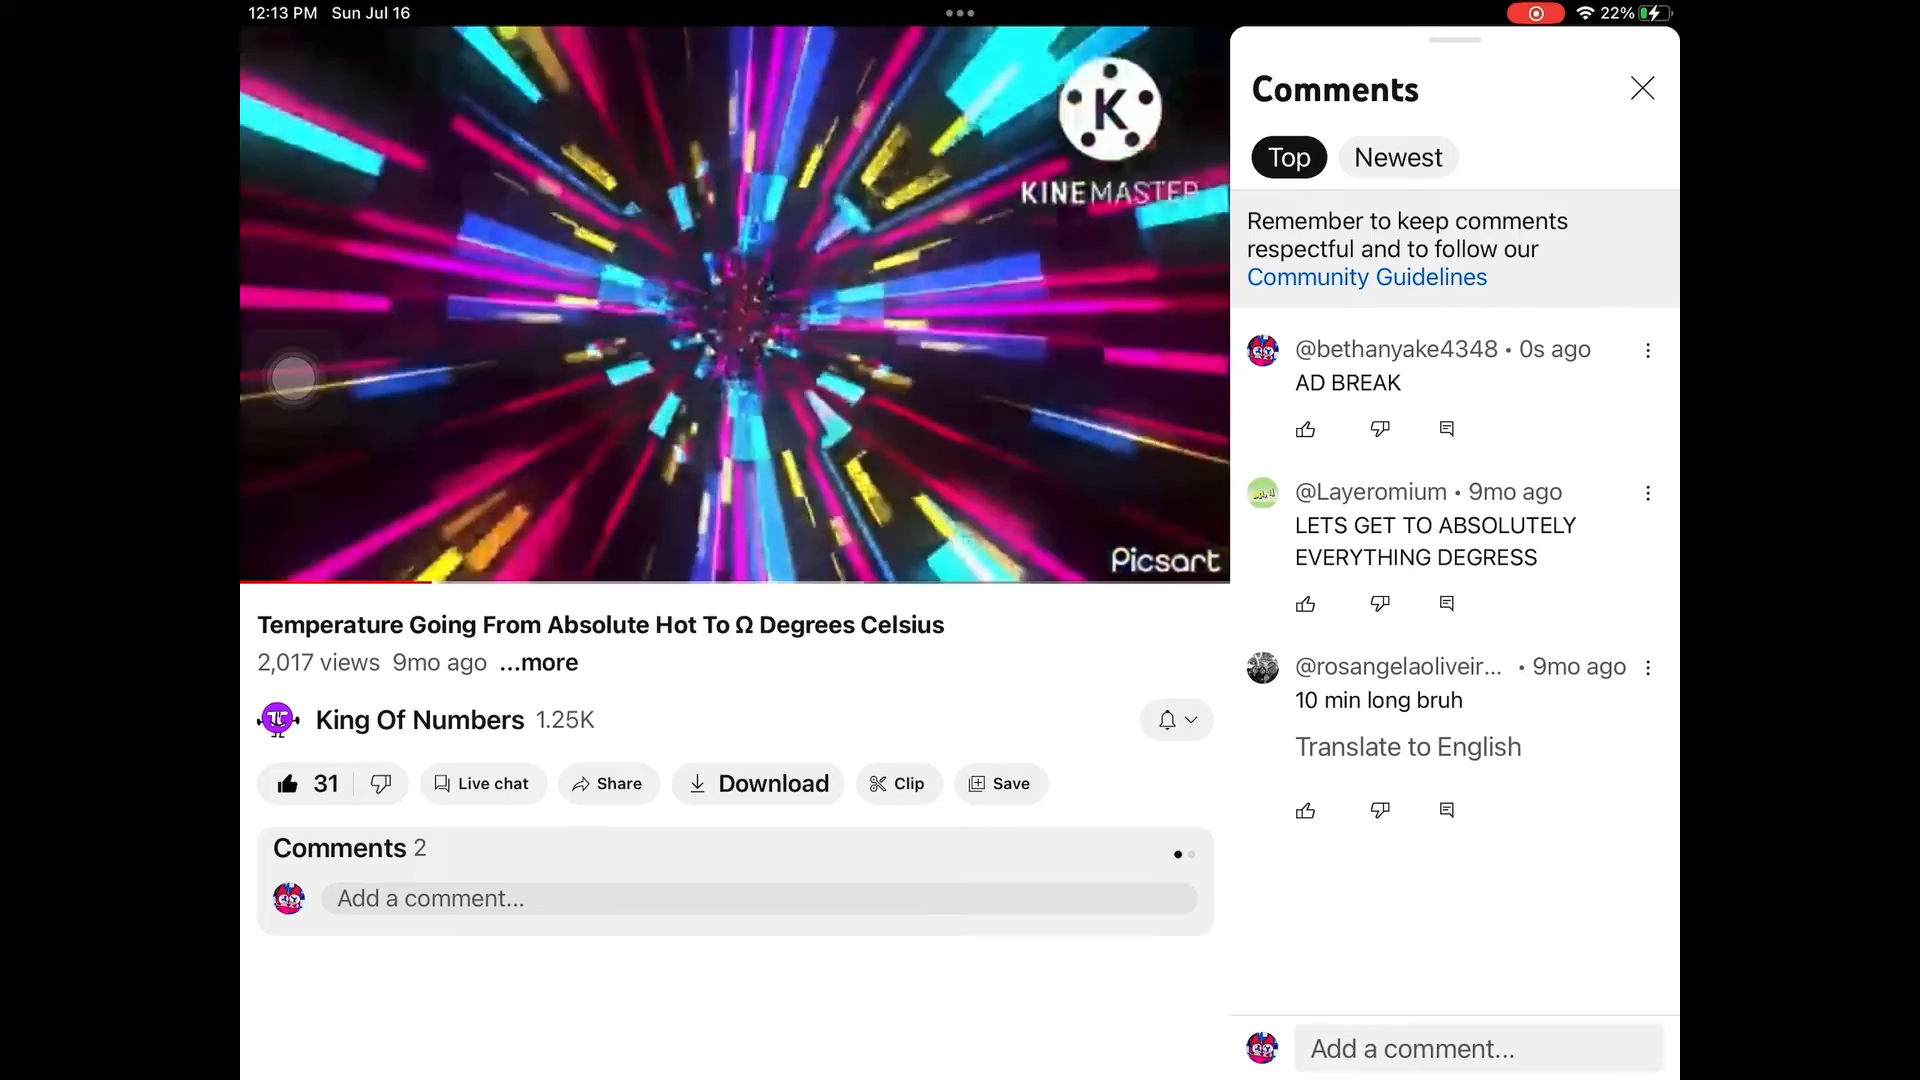 12:13 PM Sun Jul 16
22%
K
KINEMASTER
Picsart
Temperature Going From Absolute Hot To Ω Degrees Celsius
2,017 views 9mo ago ...more
King Of Numbers 1.25K
31 Live chat Share Download Clip Save
Comments 2
Add a comment...
Comments
Top Newest
Remember to keep comments
respectful and to follow our
Community Guidelines
@bethanyake4348 • 0s ago
AD BREAK
@Layeromium • 9mo ago
LETS GET TO ABSOLUTELY
EVERYTHING DEGRESS
@rosangelaoliveir... • 9mo ago
10 min long bruh
Translate to English
Add a comment...